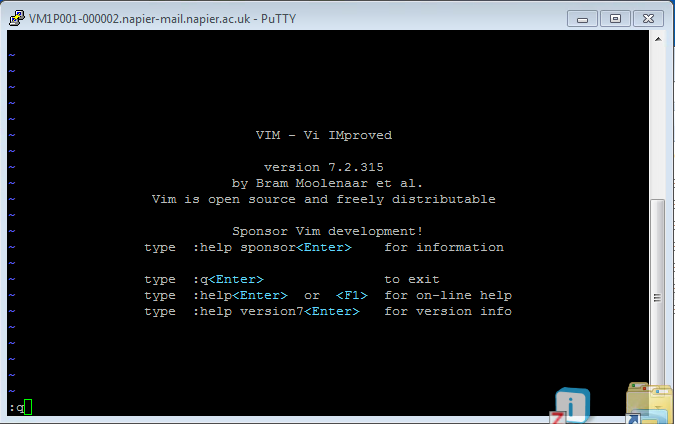 VM1P001-000002.napier-mail.napier.ac.uk - PuTTY
~
~
~
~
~
VIM - Vi IMproved
~
~
version 7.2.315
~
by Bram Moolenaar et al.
~
Vim is open source and freely distributable
~
~
Sponsor Vim development!
~
type :help sponsor<Enter> for information
~
~
type :q<Enter> to exit
~
type :help<Enter> or <F1> for on-line help
~
type :help version7<Enter> for version info
~
~
~
~
~
:q
Z
i